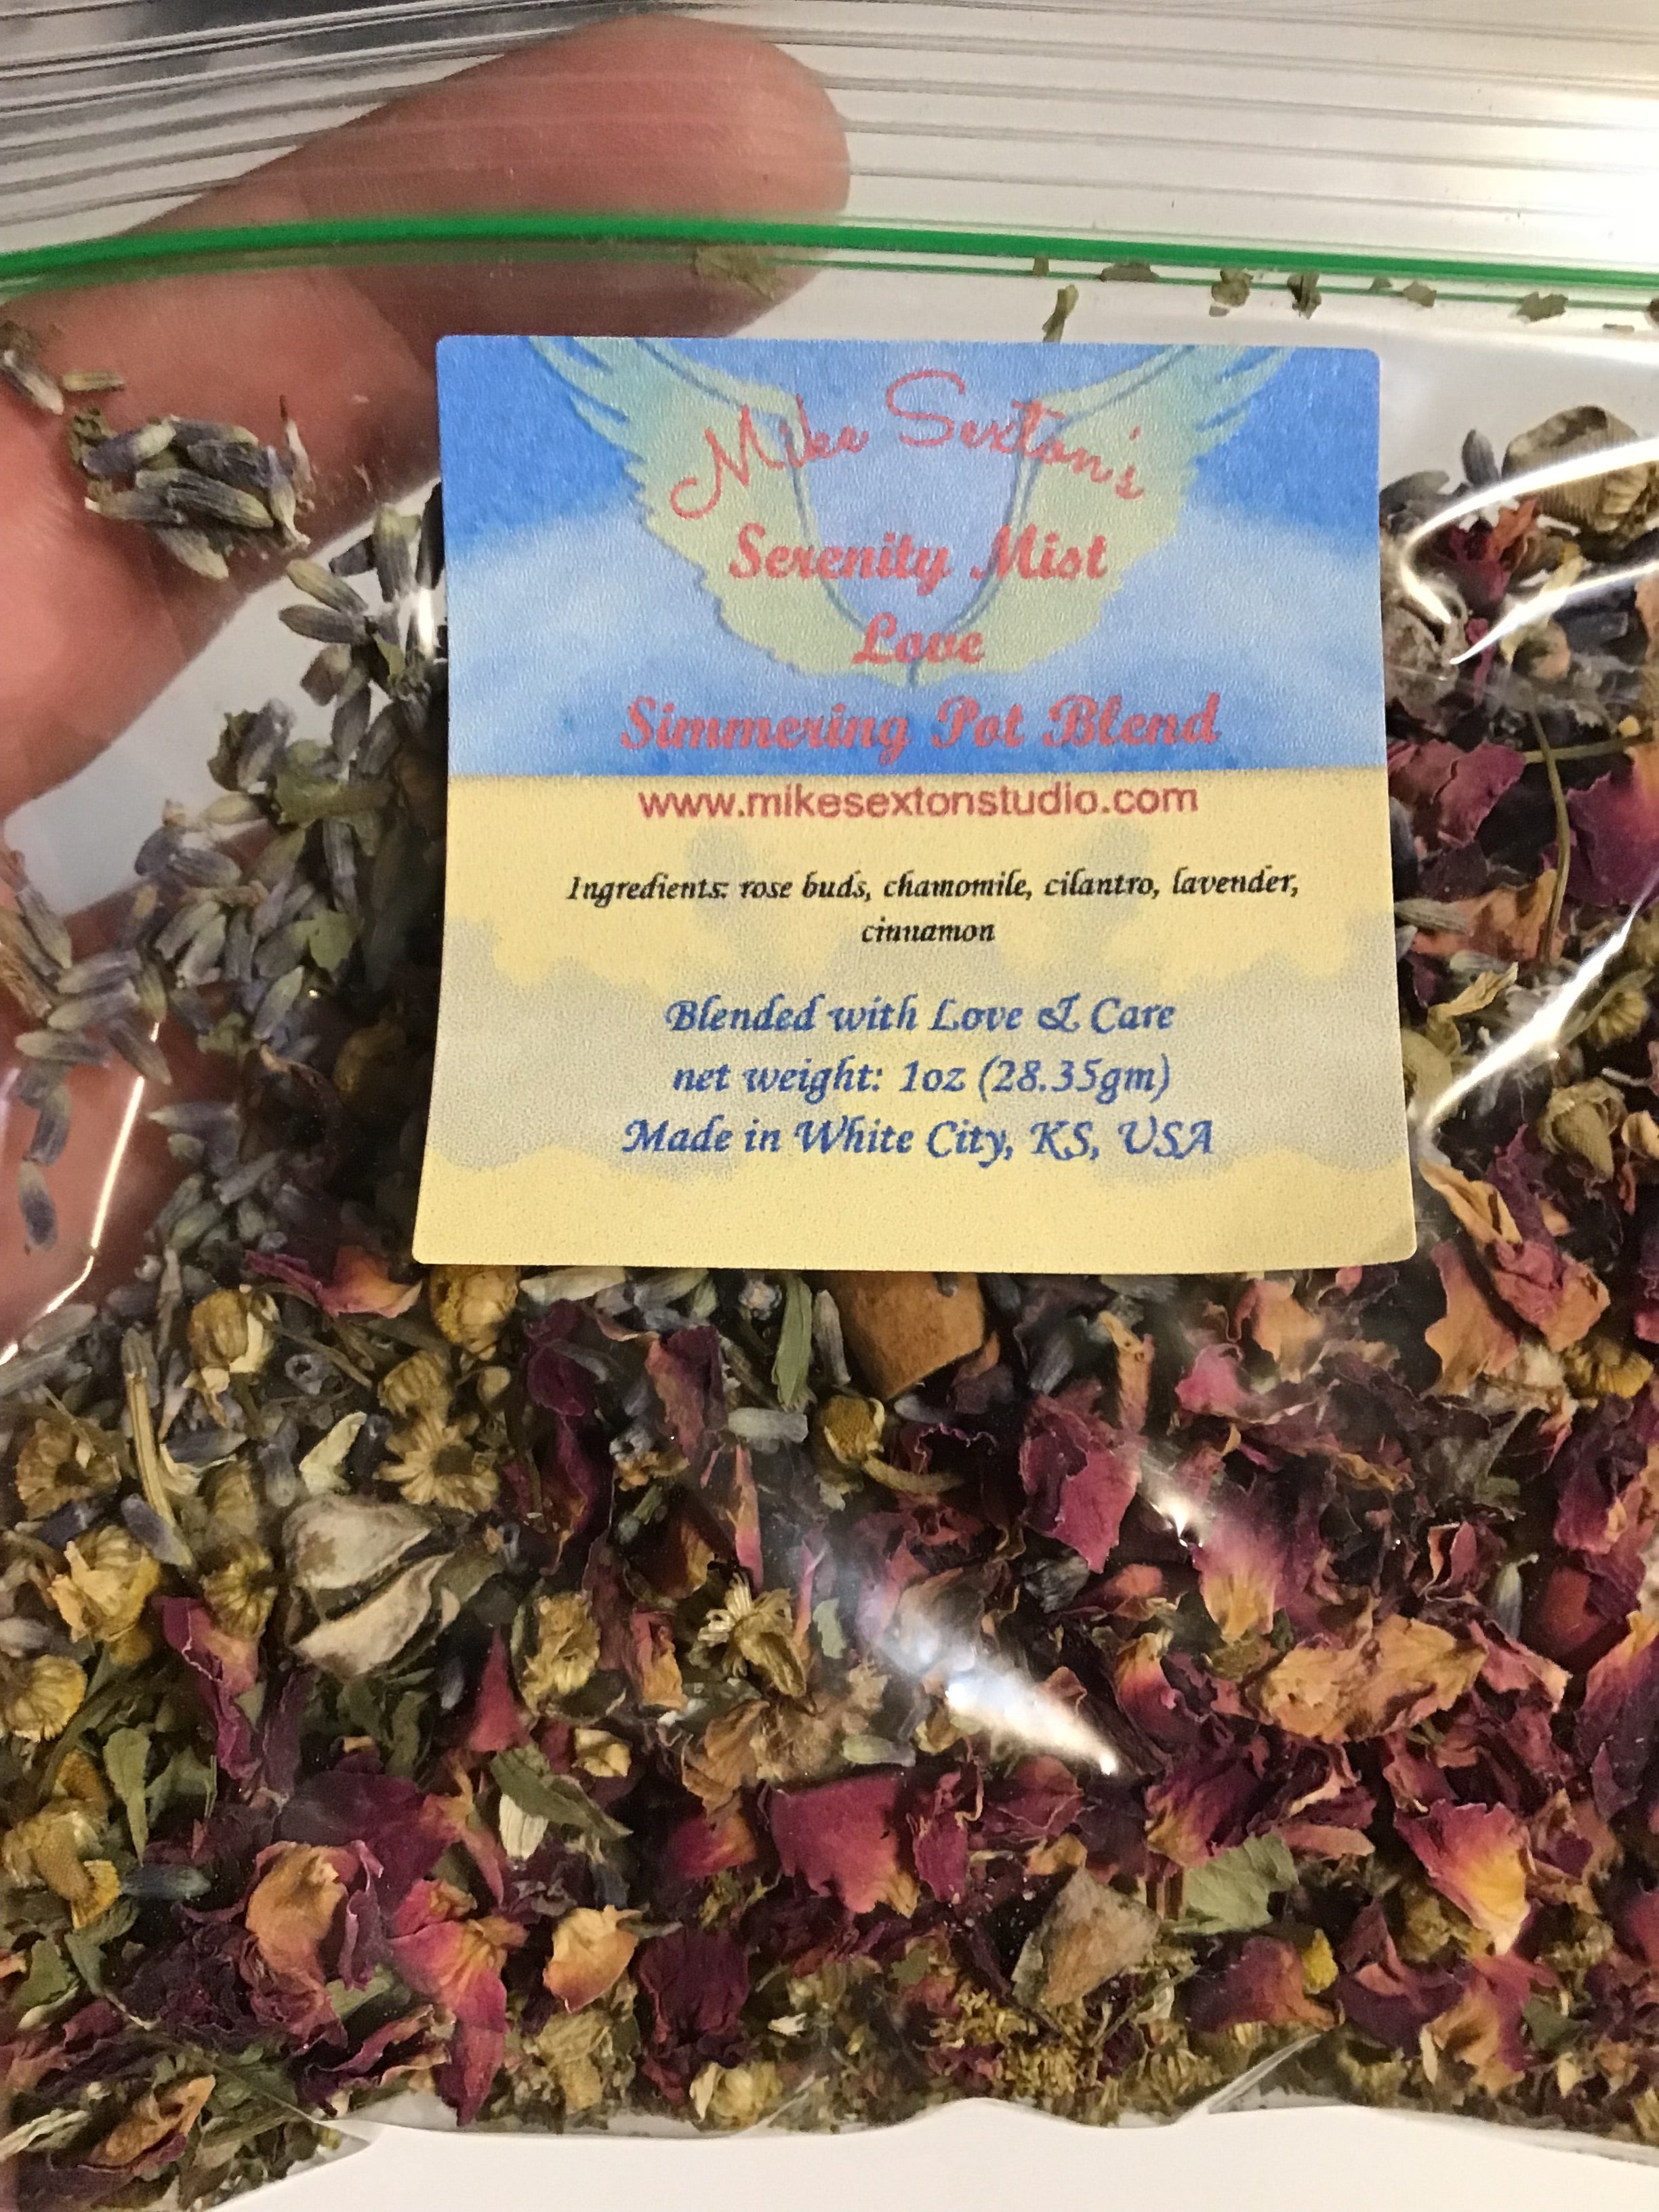 Mike Sexton's
Serenity Mist
Love
Simmering Pot Blend
www.mikesextonstudio.com
Ingredients: rose buds, chamomile, cilantro, lavender,
cinnamon
Blended with Love & Care
net weight: 1oz (28.35gm)
Made in White City, KS, USA